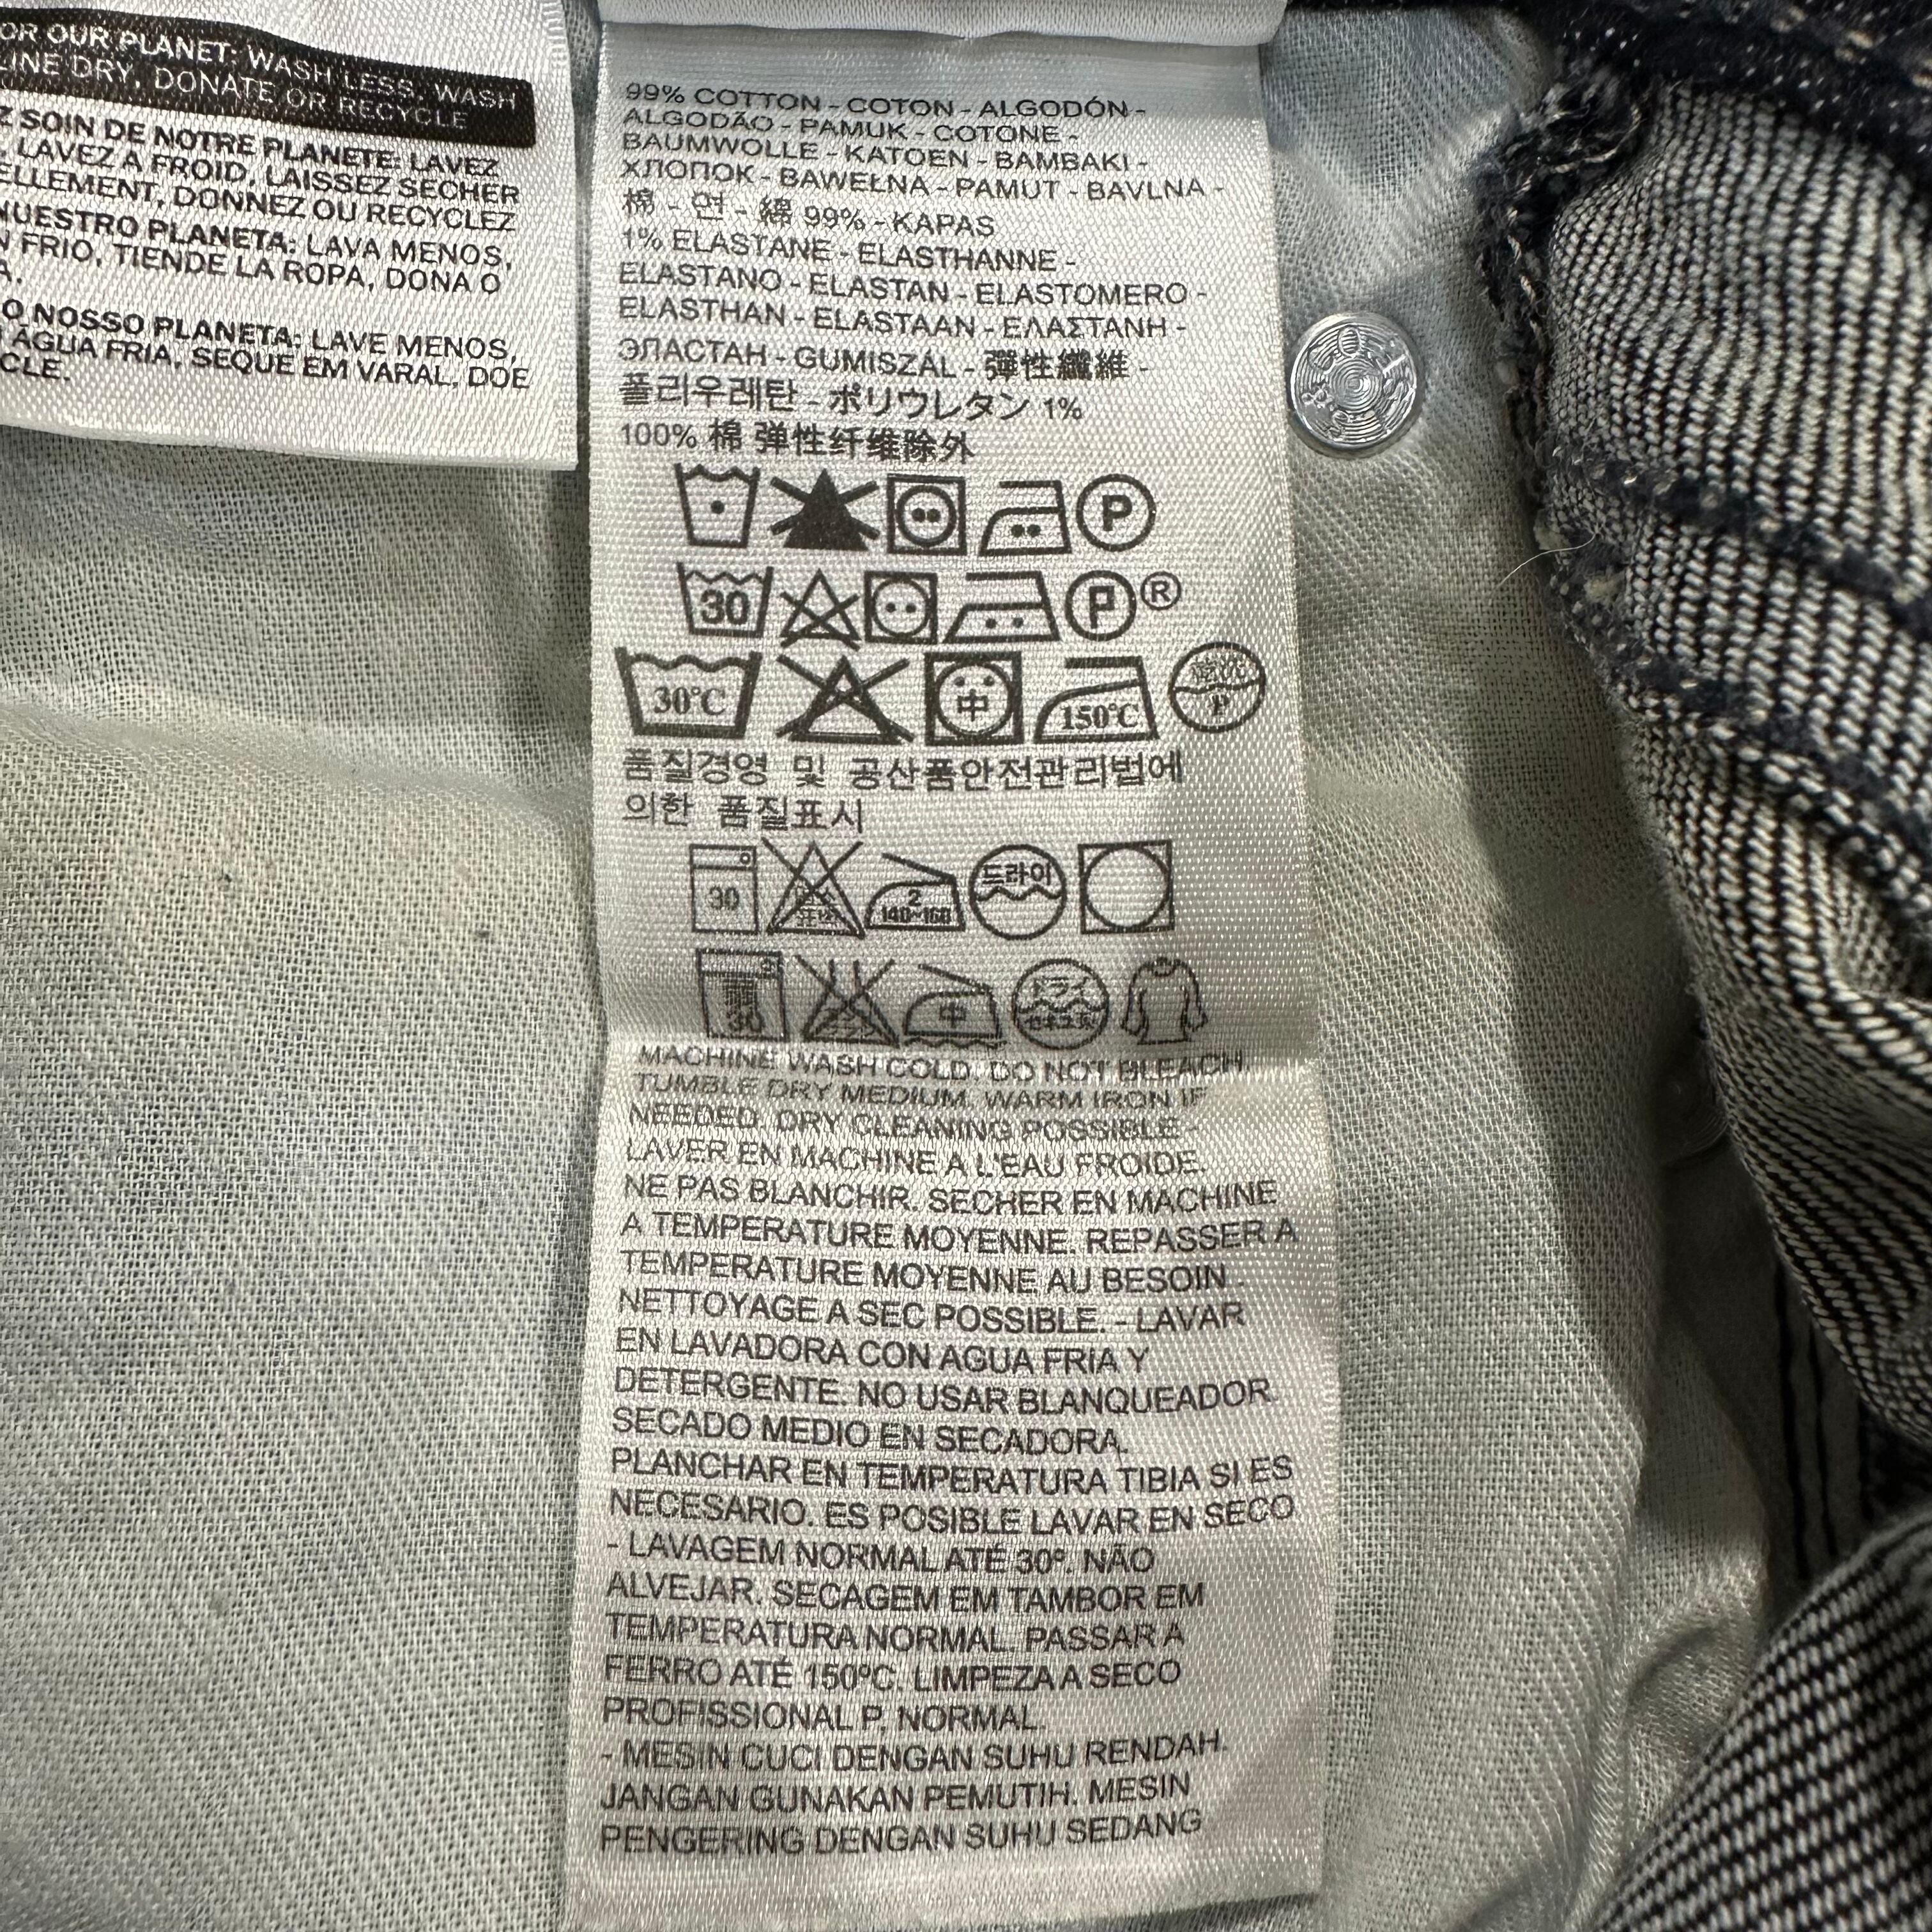 OR OUR PLANET: WASH LESS, WASH
LINE DRY, DONATE OR RECYCLE
Z SOIN DE NOTRE PLANETE: LAVEZ
LAVEZ A FROID, LAISSEZ SECHER
ELLEMENT, DONNEZ OU RECYCLEZ
NUESTRO PLANETA: LAVA MENOS,
N FRIO, TIENDE LA ROPA, DONA O
A.
O NOSSO PLANETA: LAVE MENOS,
ÁGUA FRIA, SEQUE EM VARAL, DOE
CLE.
99% COTTON - COTON - ALGODÓN -
ALGODÃO - PAMUK - COTONE -
BAUMWOLLE - KATOEN - BAMBAKI -
ХЛОПОК - BAWEŁNA - PAMUT - BAVLNA -
棉 - 면 - 綿 99% - KAPAS
1% ELASTANE - ELASTHANNE -
ELASTANO - ELASTAN - ELASTOMERO -
ELASTHAN - ELASTAAN - ΕΛΑΣΤΑΝΗ -
ЭЛАСТАН - GUMISZÁL - 彈性纖維 -
폴리우레탄 - ポリウレタン 1%
100% 棉 弹性纤维除外
P
30 P ®
30℃ 中 150℃ P
품질경영 및 공산품안전관리법에
의한 품질표시
30 2 140~160 드라이
30 中 ドライ
MACHINE WASH COLD. DO NOT BLEACH.
TUMBLE DRY MEDIUM. WARM IRON IF
NEEDED. DRY CLEANING POSSIBLE -
LAVER EN MACHINE A L'EAU FROIDE.
NE PAS BLANCHIR. SECHER EN MACHINE
A TEMPERATURE MOYENNE. REPASSER A
TEMPERATURE MOYENNE AU BESOIN -
NETTOYAGE A SEC POSSIBLE. - LAVAR
EN LAVADORA CON AGUA FRIA Y
DETERGENTE. NO USAR BLANQUEADOR.
SECADO MEDIO EN SECADORA.
PLANCHAR EN TEMPERATURA TIBIA SI ES
NECESARIO. ES POSIBLE LAVAR EN SECO
- LAVAGEM NORMAL ATÉ 30º. NÃO
ALVEJAR. SECAGEM EM TAMBOR EM
TEMPERATURA NORMAL. PASSAR A
FERRO ATÉ 150ºC. LIMPEZA A SECO
PROFISSIONAL P, NORMAL.
- MESIN CUCI DENGAN SUHU RENDAH.
JANGAN GUNAKAN PEMUTIH. MESIN
PENGERING DENGAN SUHU SEDANG